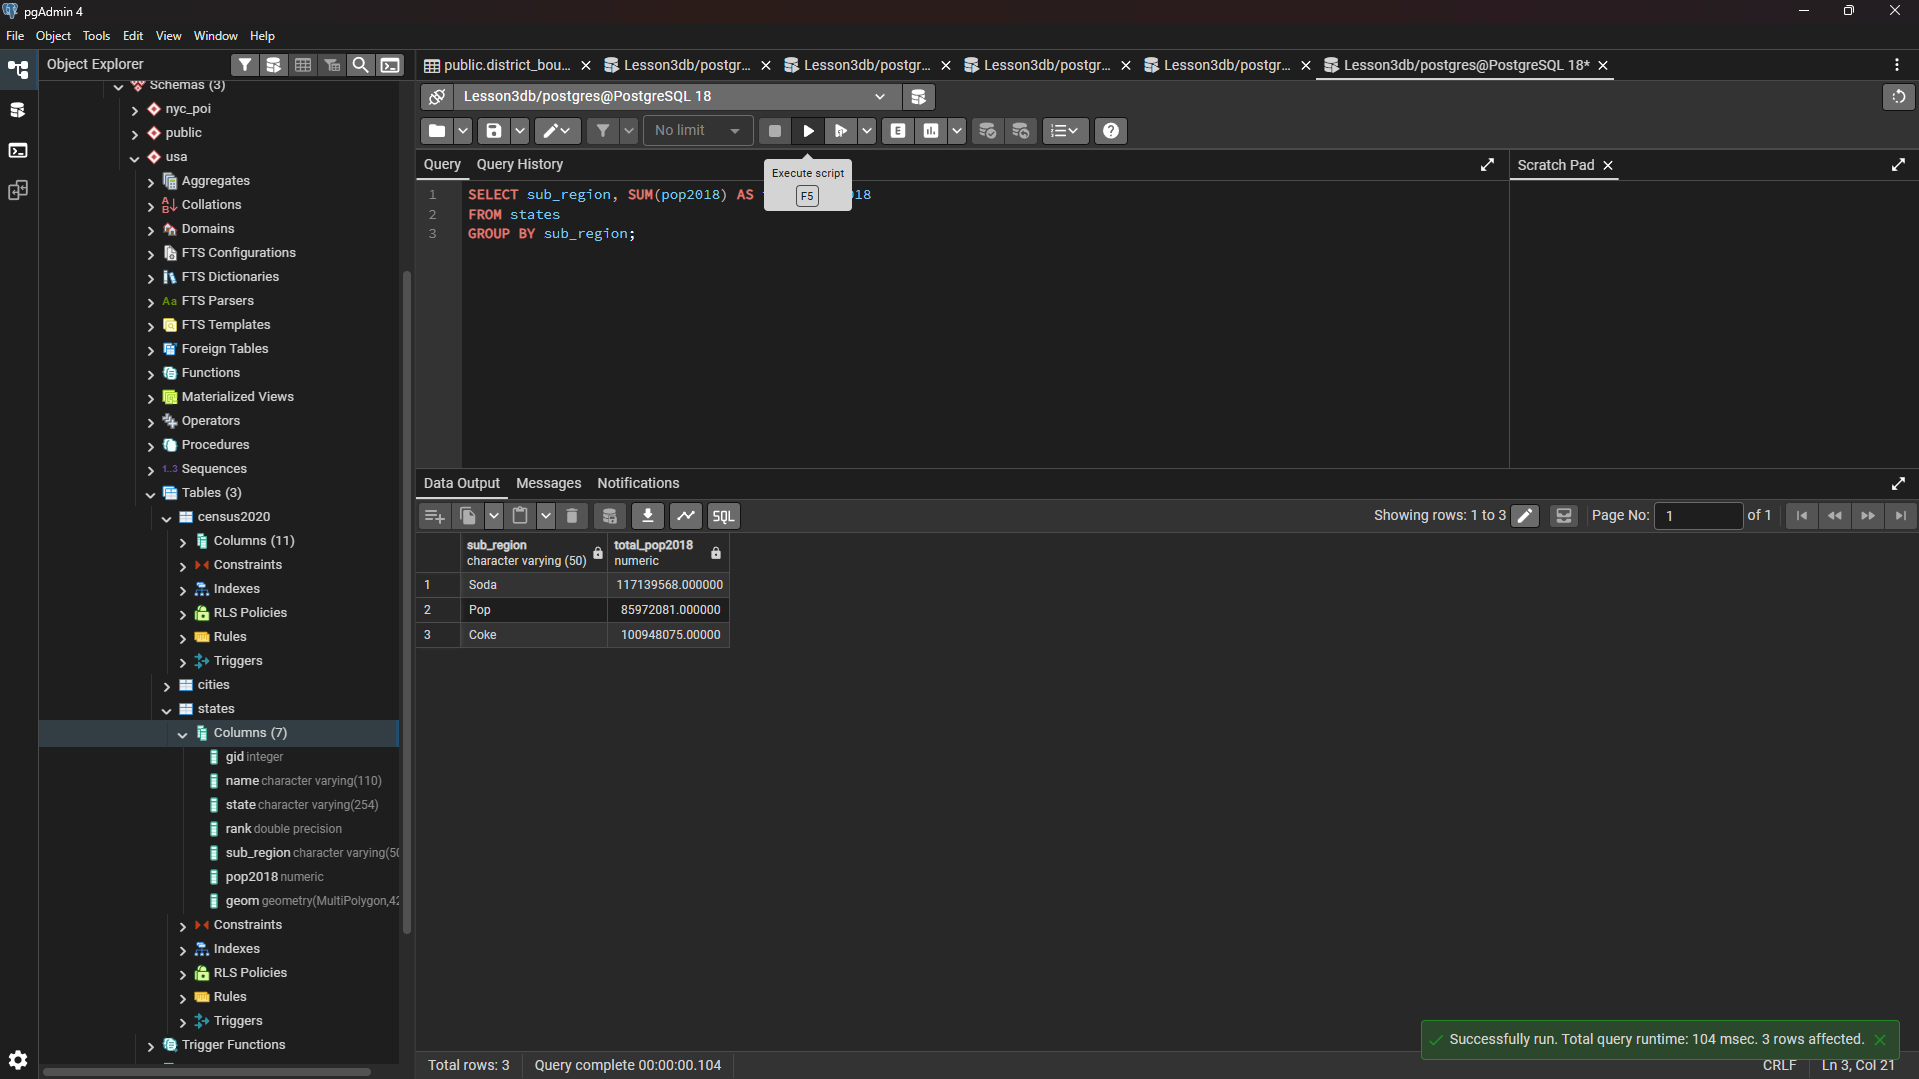 pgAdmin 4
File Object Tools Edit View Window Help
Object Explorer
public.district_bou...
Lesson3db/postgr...
Lesson3db/postgr...
Lesson3db/postgr...
Lesson3db/postgr...
Lesson3db/postgres@PostgreSQL 18*
Lesson3db/postgres@PostgreSQL 18
No limit
E
Query Query History
Scratch Pad
Execute script
F5
1 SELECT sub_region, SUM(pop2018) AS 18
2 FROM states
3 GROUP BY sub_region;
Schemas (3)
nyc_poi
public
usa
Aggregates
Collations
Domains
FTS Configurations
FTS Dictionaries
Aa FTS Parsers
FTS Templates
Foreign Tables
Functions
Materialized Views
Operators
Procedures
1..3 Sequences
Tables (3)
census2020
Columns (11)
Constraints
Indexes
RLS Policies
Rules
Triggers
cities
states
Columns (7)
gid integer
name character varying(110)
state character varying(254)
rank double precision
sub_region character varying(50
pop2018 numeric
geom geometry(MultiPolygon,42
Constraints
Indexes
RLS Policies
Rules
Triggers
Trigger Functions
Data Output Messages Notifications
SQL
Showing rows: 1 to 3
Page No: 1 of 1
sub_region
character varying (50)
total_pop2018
numeric
1 Soda 117139568.000000
2 Pop 85972081.000000
3 Coke 100948075.00000
Successfully run. Total query runtime: 104 msec. 3 rows affected.
Total rows: 3 Query complete 00:00:00.104 CRLF Ln 3, Col 21